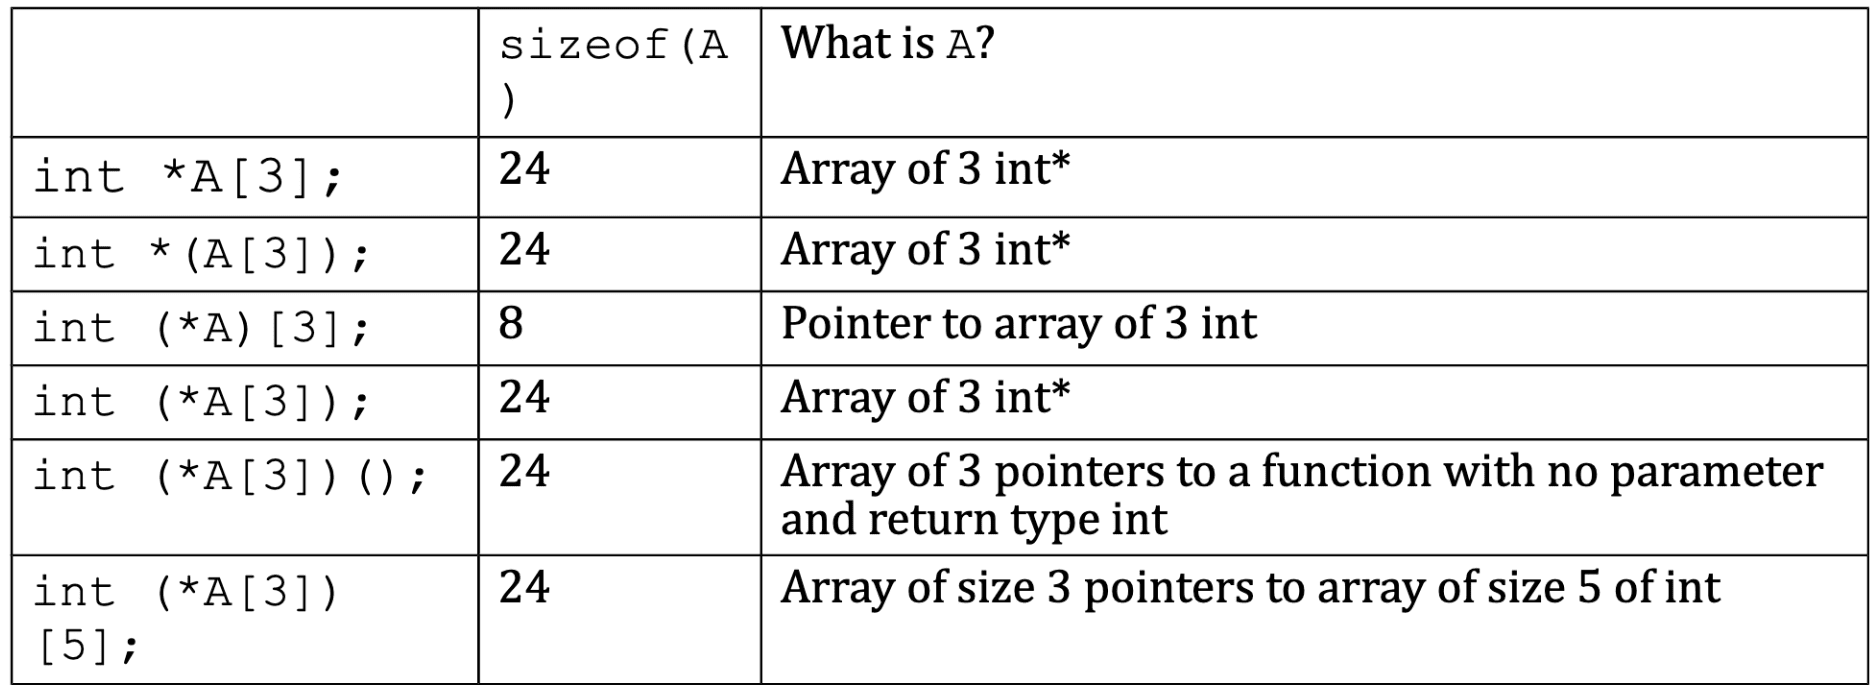 sizeof(A
)
What is A?
int *A[3];
24
Array of 3 int*
int *(A[3]);
24
Array of 3 int*
int (*A)[3];
8
Pointer to array of 3 int
int (*A[3]);
24
Array of 3 int*
int (*A[3])();
24
Array of 3 pointers to a function with no parameter
and return type int
int (*A[3])
[5];
24
Array of size 3 pointers to array of size 5 of int